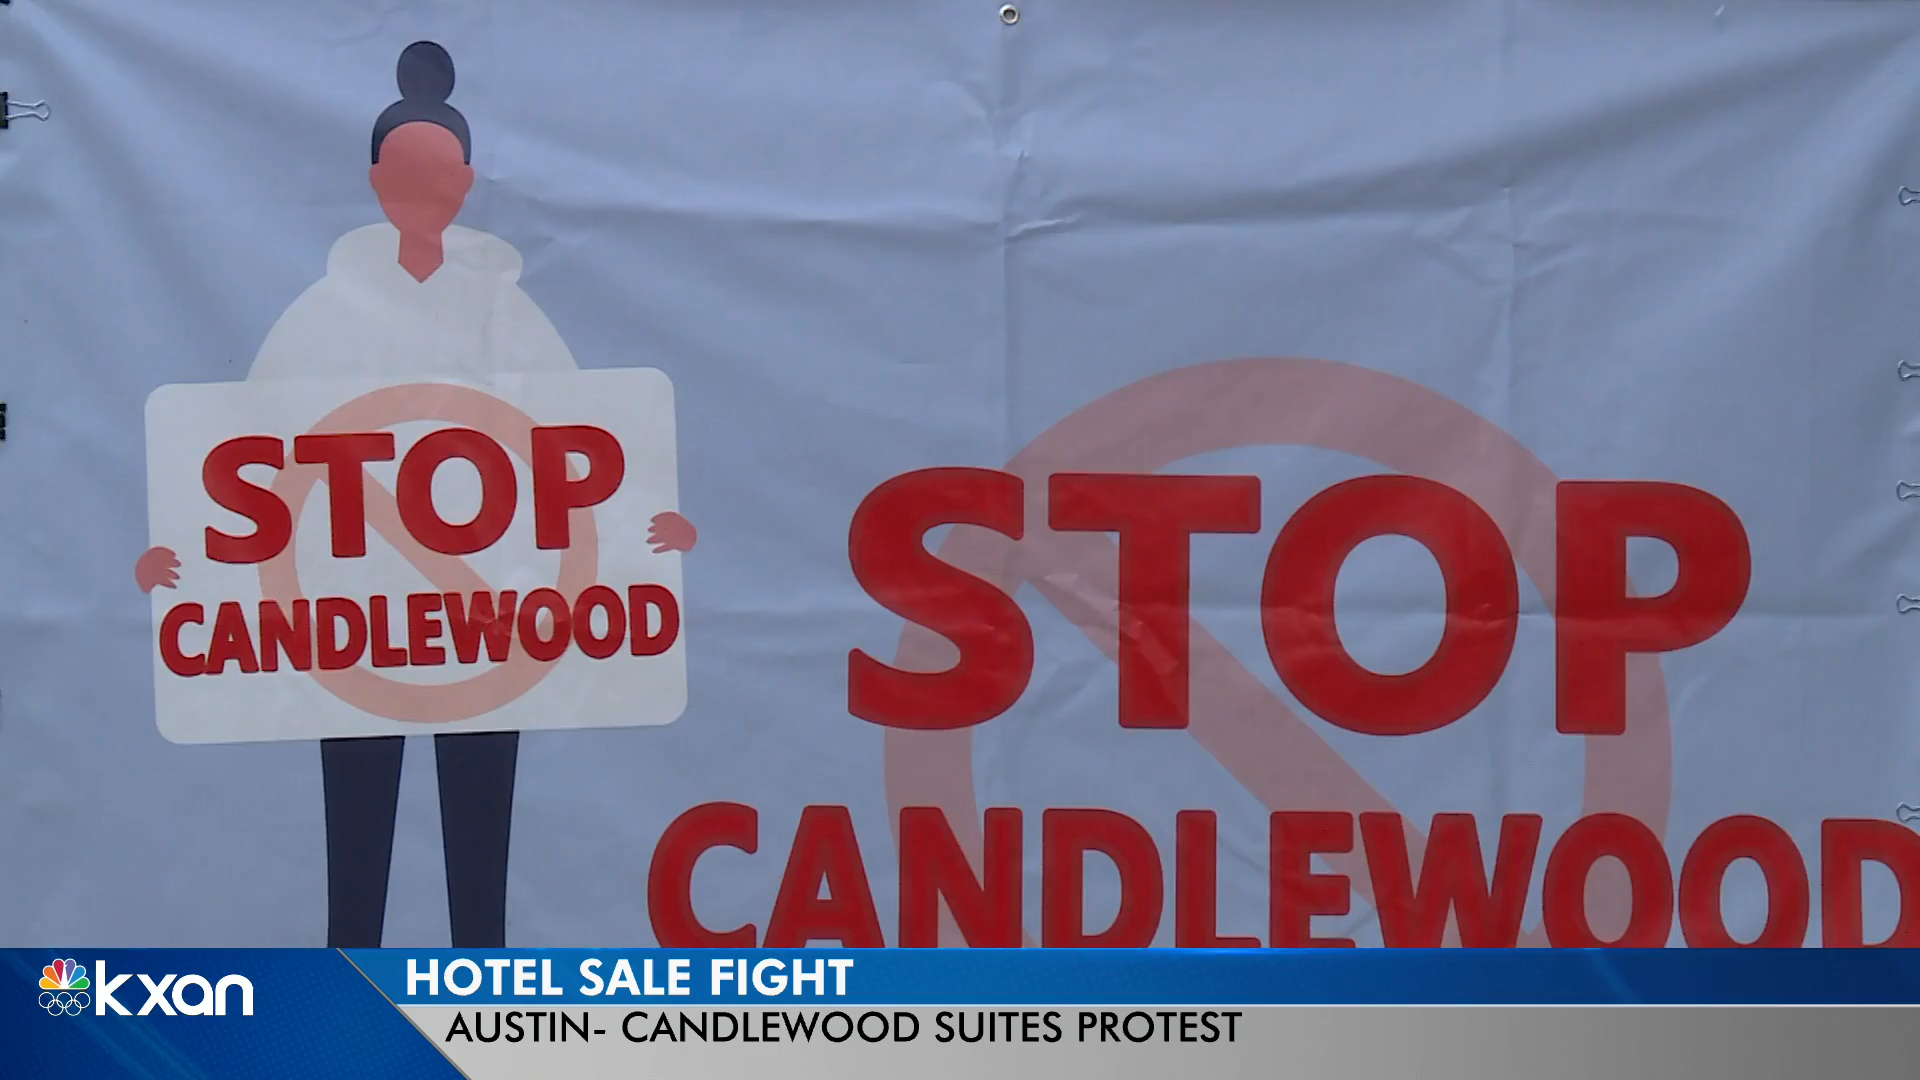 STOP
CANDLEWOOD
STOP
CANDLEWOOD
kxan
HOTEL SALE FIGHT
AUSTIN- CANDLEWOOD SUITES PROTEST